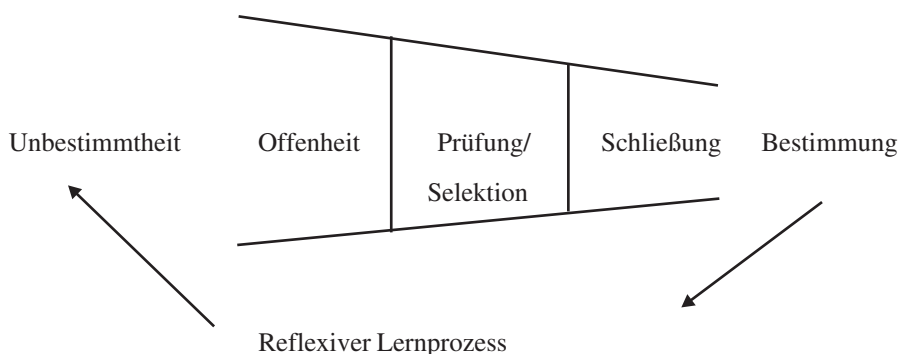 Unbestimmtheit Offenheit Prüfung/ Schließung Bestimmung
Selektion
Reflexiver Lernprozess